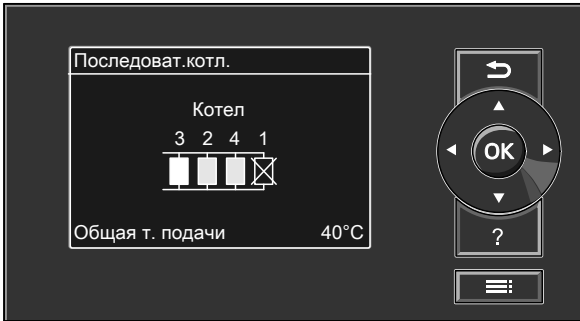 Последоват.котл.
Котел
3 2 4 1
Общая т. подачи 40°C
OK
?